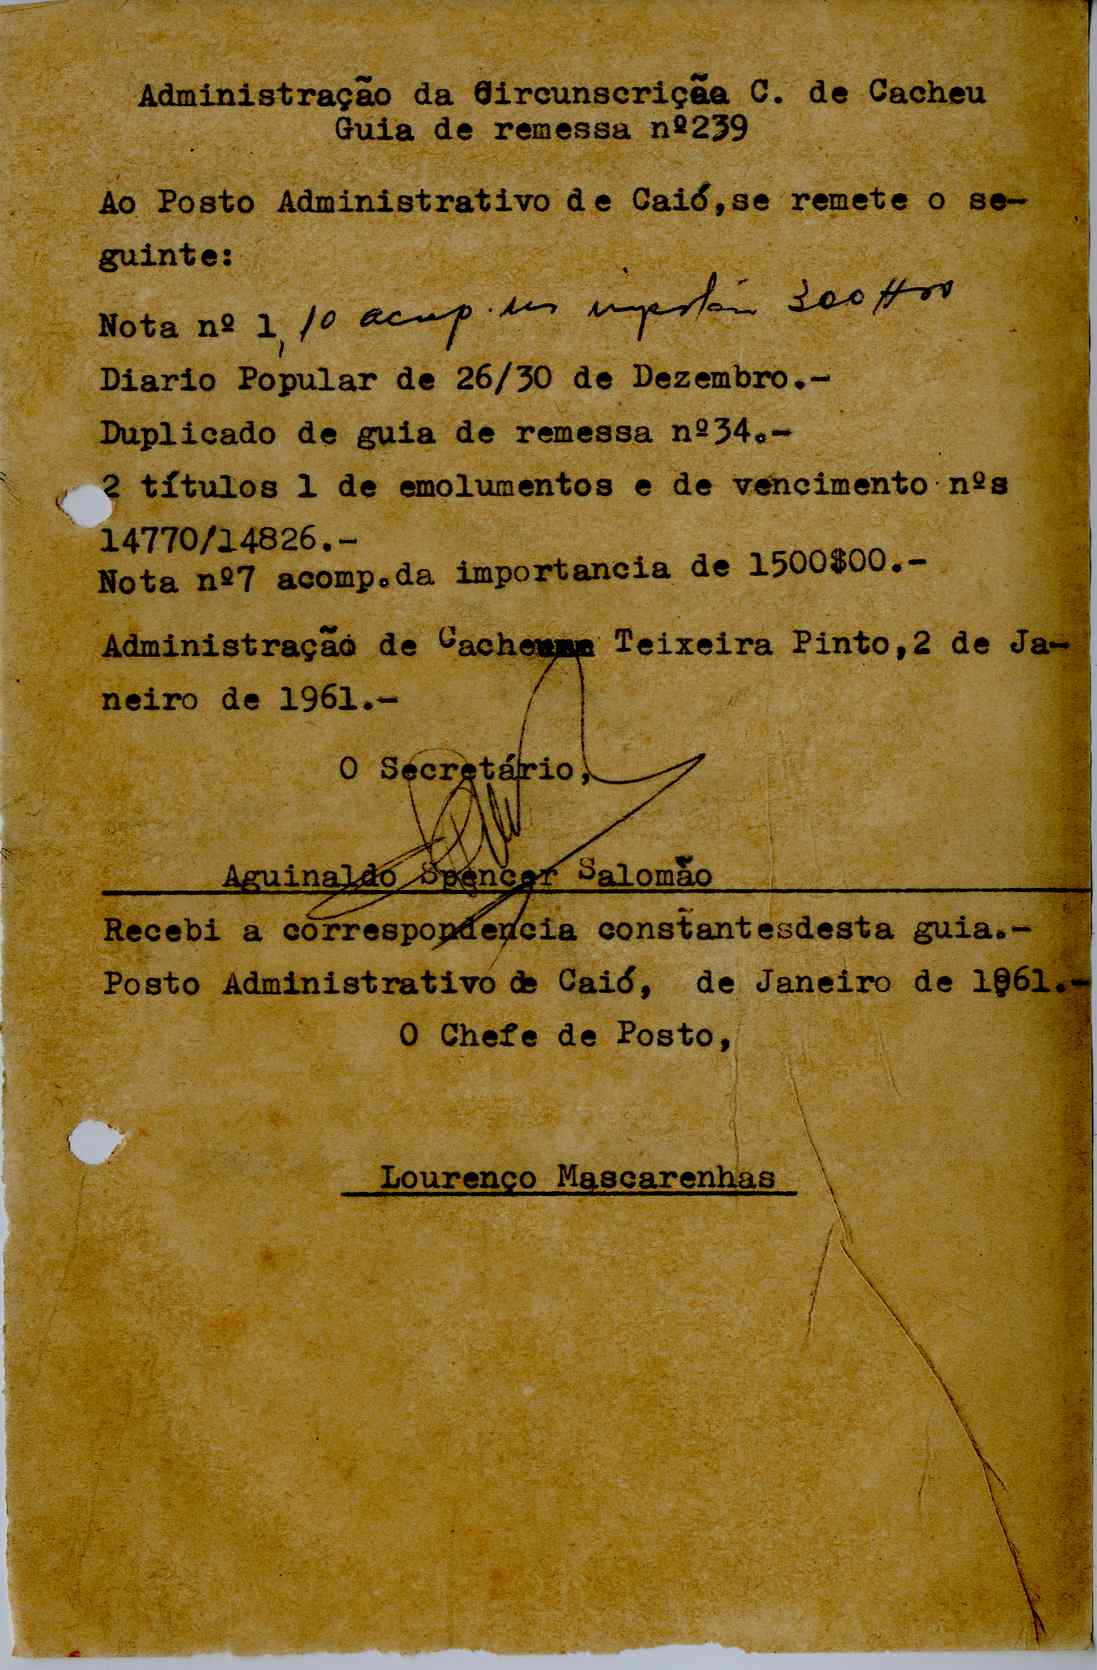 Administração da Circunscrição C. de Cacheu
Guia de remessa nº239
Ao Posto Administrativo de Caió,se remete o se-
guinte:
Nota nº 1, 10 acomp. 300$00
Diario Popular de 26/30 de Dezembro.-
Duplicado de guia de remessa nº34.-
2 títulos 1 de emolumentos e de vencimento nºs
14770/14826.-
Nota nº7 acomp.da importancia de 1500$00.-
Administração de Cacheu Teixeira Pinto,2 de Ja-
neiro de 1961.-
O Secretário,
Aguinaldo Spencer Salomão
Recebi a correspondencia constantesdesta guia.-
Posto Administrativo de Caió, de Janeiro de 1961.-
O Chefe de Posto,
Lourenço Mascarenhas